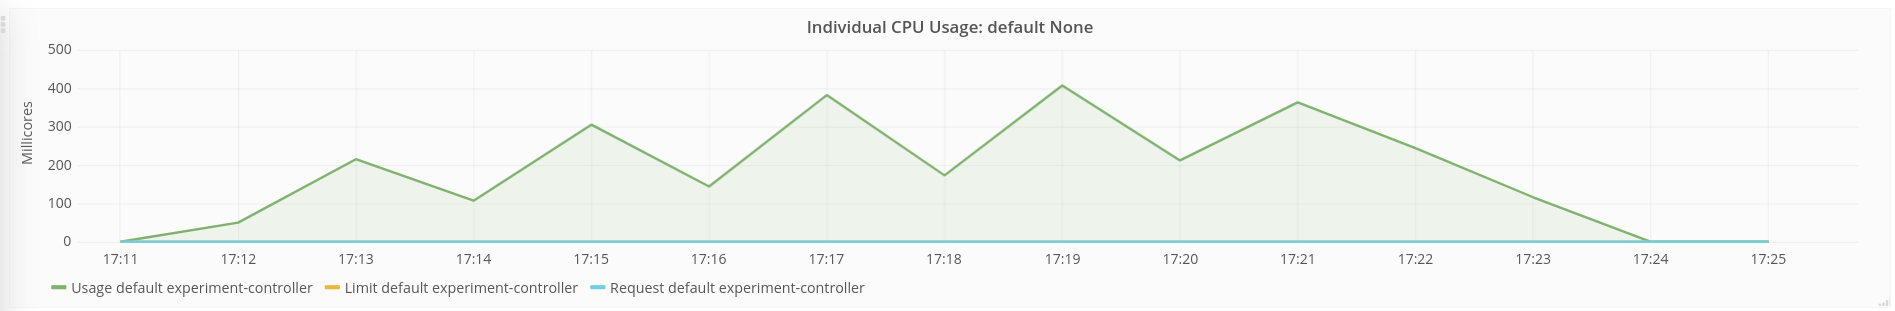 Individual CPU Usage: default None
Millicores
500
400
300
200
100
0
17:11 17:12 17:13 17:14 17:15 17:16 17:17 17:18 17:19 17:20 17:21 17:22 17:23 17:24 17:25
Usage default experiment-controller Limit default experiment-controller Request default experiment-controller